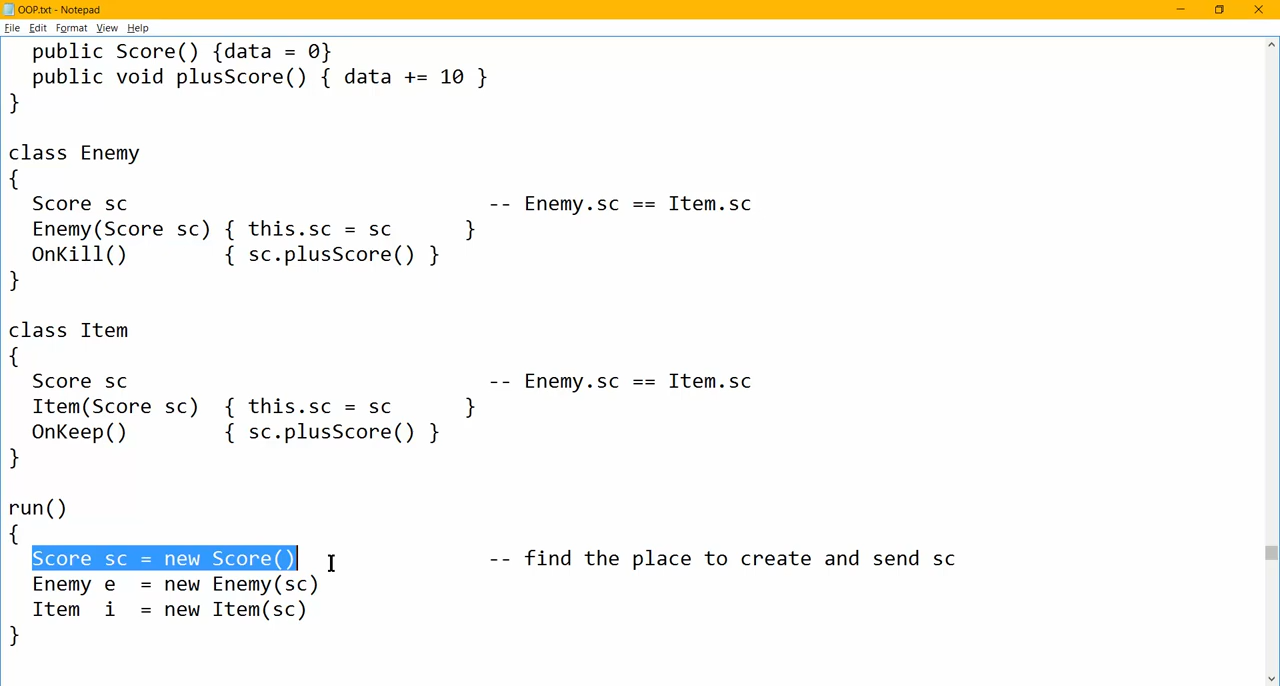 OOP.txt - Notepad
File Edit Format View Help
public Score() {data = 0}
public void plusScore() { data += 10 }
}
class Enemy
{
Score sc -- Enemy.sc == Item.sc
Enemy(Score sc) { this.sc = sc }
OnKill() { sc.plusScore() }
}
class Item
{
Score sc -- Enemy.sc == Item.sc
Item(Score sc) { this.sc = sc }
OnKeep() { sc.plusScore() }
}
run()
{
Score sc = new Score() -- find the place to create and send sc
Enemy e = new Enemy(sc)
Item i = new Item(sc)
}